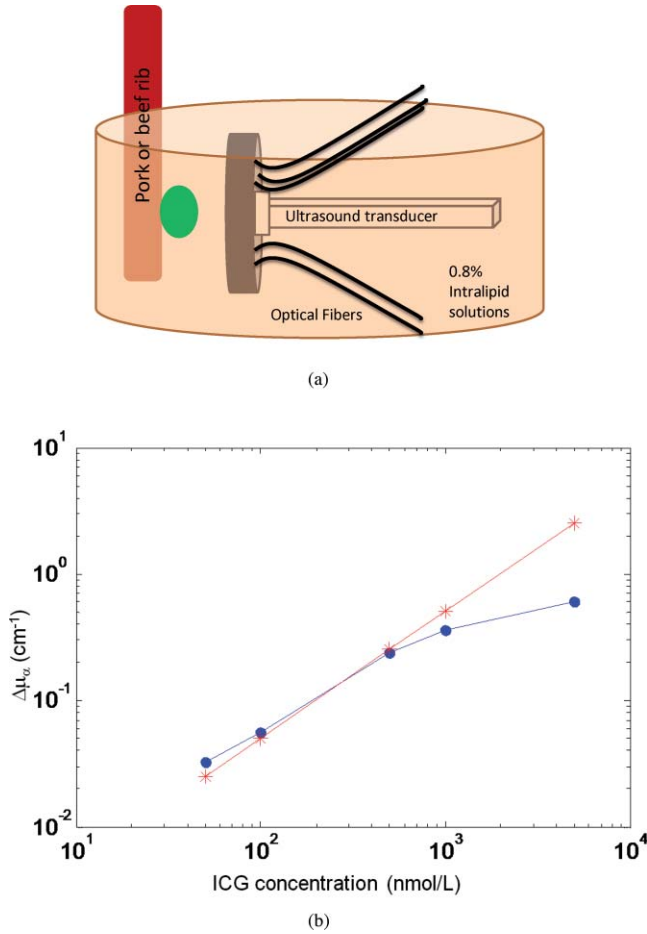 Pork or beef rib
Ultrasound transducer
0.8%
Intralipid
solutions
Optical Fibers
(a)
10¹
10⁰
10⁻¹
10⁻²
Δμα (cm⁻¹)
10¹ 10² 10³ 10⁴
ICG concentration (nmol/L)
(b)